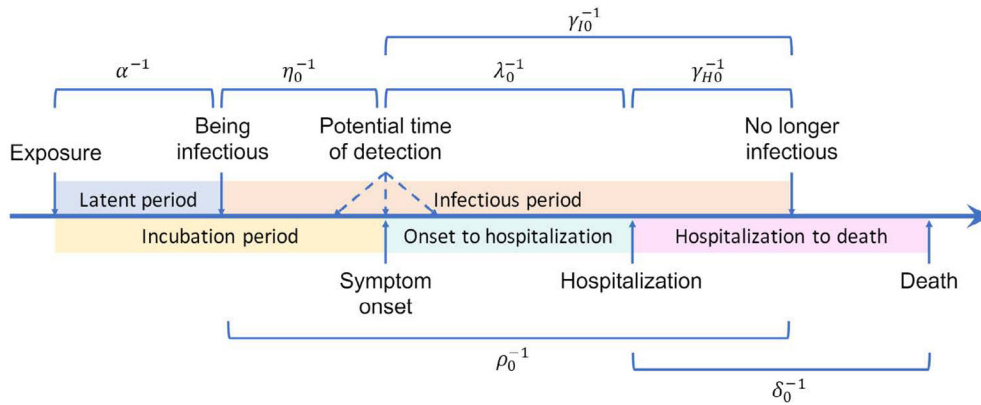 γ_{I0}^{-1}
α^{-1}
η_0^{-1}
λ_0^{-1}
γ_{H0}^{-1}
Exposure
Being
infectious
Potential time
of detection
No longer
infectious
Latent period
Infectious period
Incubation period
Onset to hospitalization
Hospitalization to death
Symptom
onset
Hospitalization
Death
ρ_0^{-1}
δ_0^{-1}